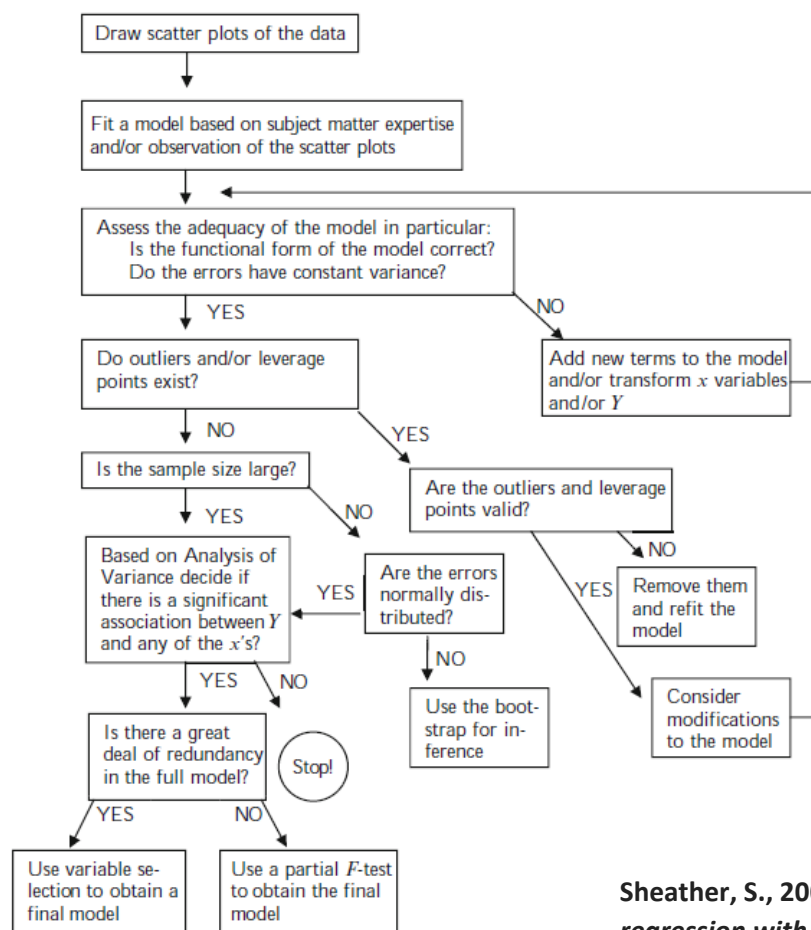 Draw scatter plots of the data
Fit a model based on subject matter expertise
and/or observation of the scatter plots
Assess the adequacy of the model in particular:
Is the functional form of the model correct?
Do the errors have constant variance?
YES
NO
Do outliers and/or leverage
points exist?
Add new terms to the model
and/or transform x variables
and/or Y
NO
YES
Is the sample size large?
Are the outliers and leverage
points valid?
YES
NO
Based on Analysis of
Variance decide if
there is a significant
association between Y
and any of the x's?
YES
Are the errors
normally dis-
tributed?
NO
YES
Remove them
and refit the
model
YES
NO
NO
Use the boot-
strap for in-
ference
Consider
modifications
to the model
Is there a great
deal of redundancy
in the full model?
Stop!
YES
NO
Use variable se-
lection to obtain a
final model
Use a partial F-test
to obtain the final
model
Sheather, S., 20
regression with